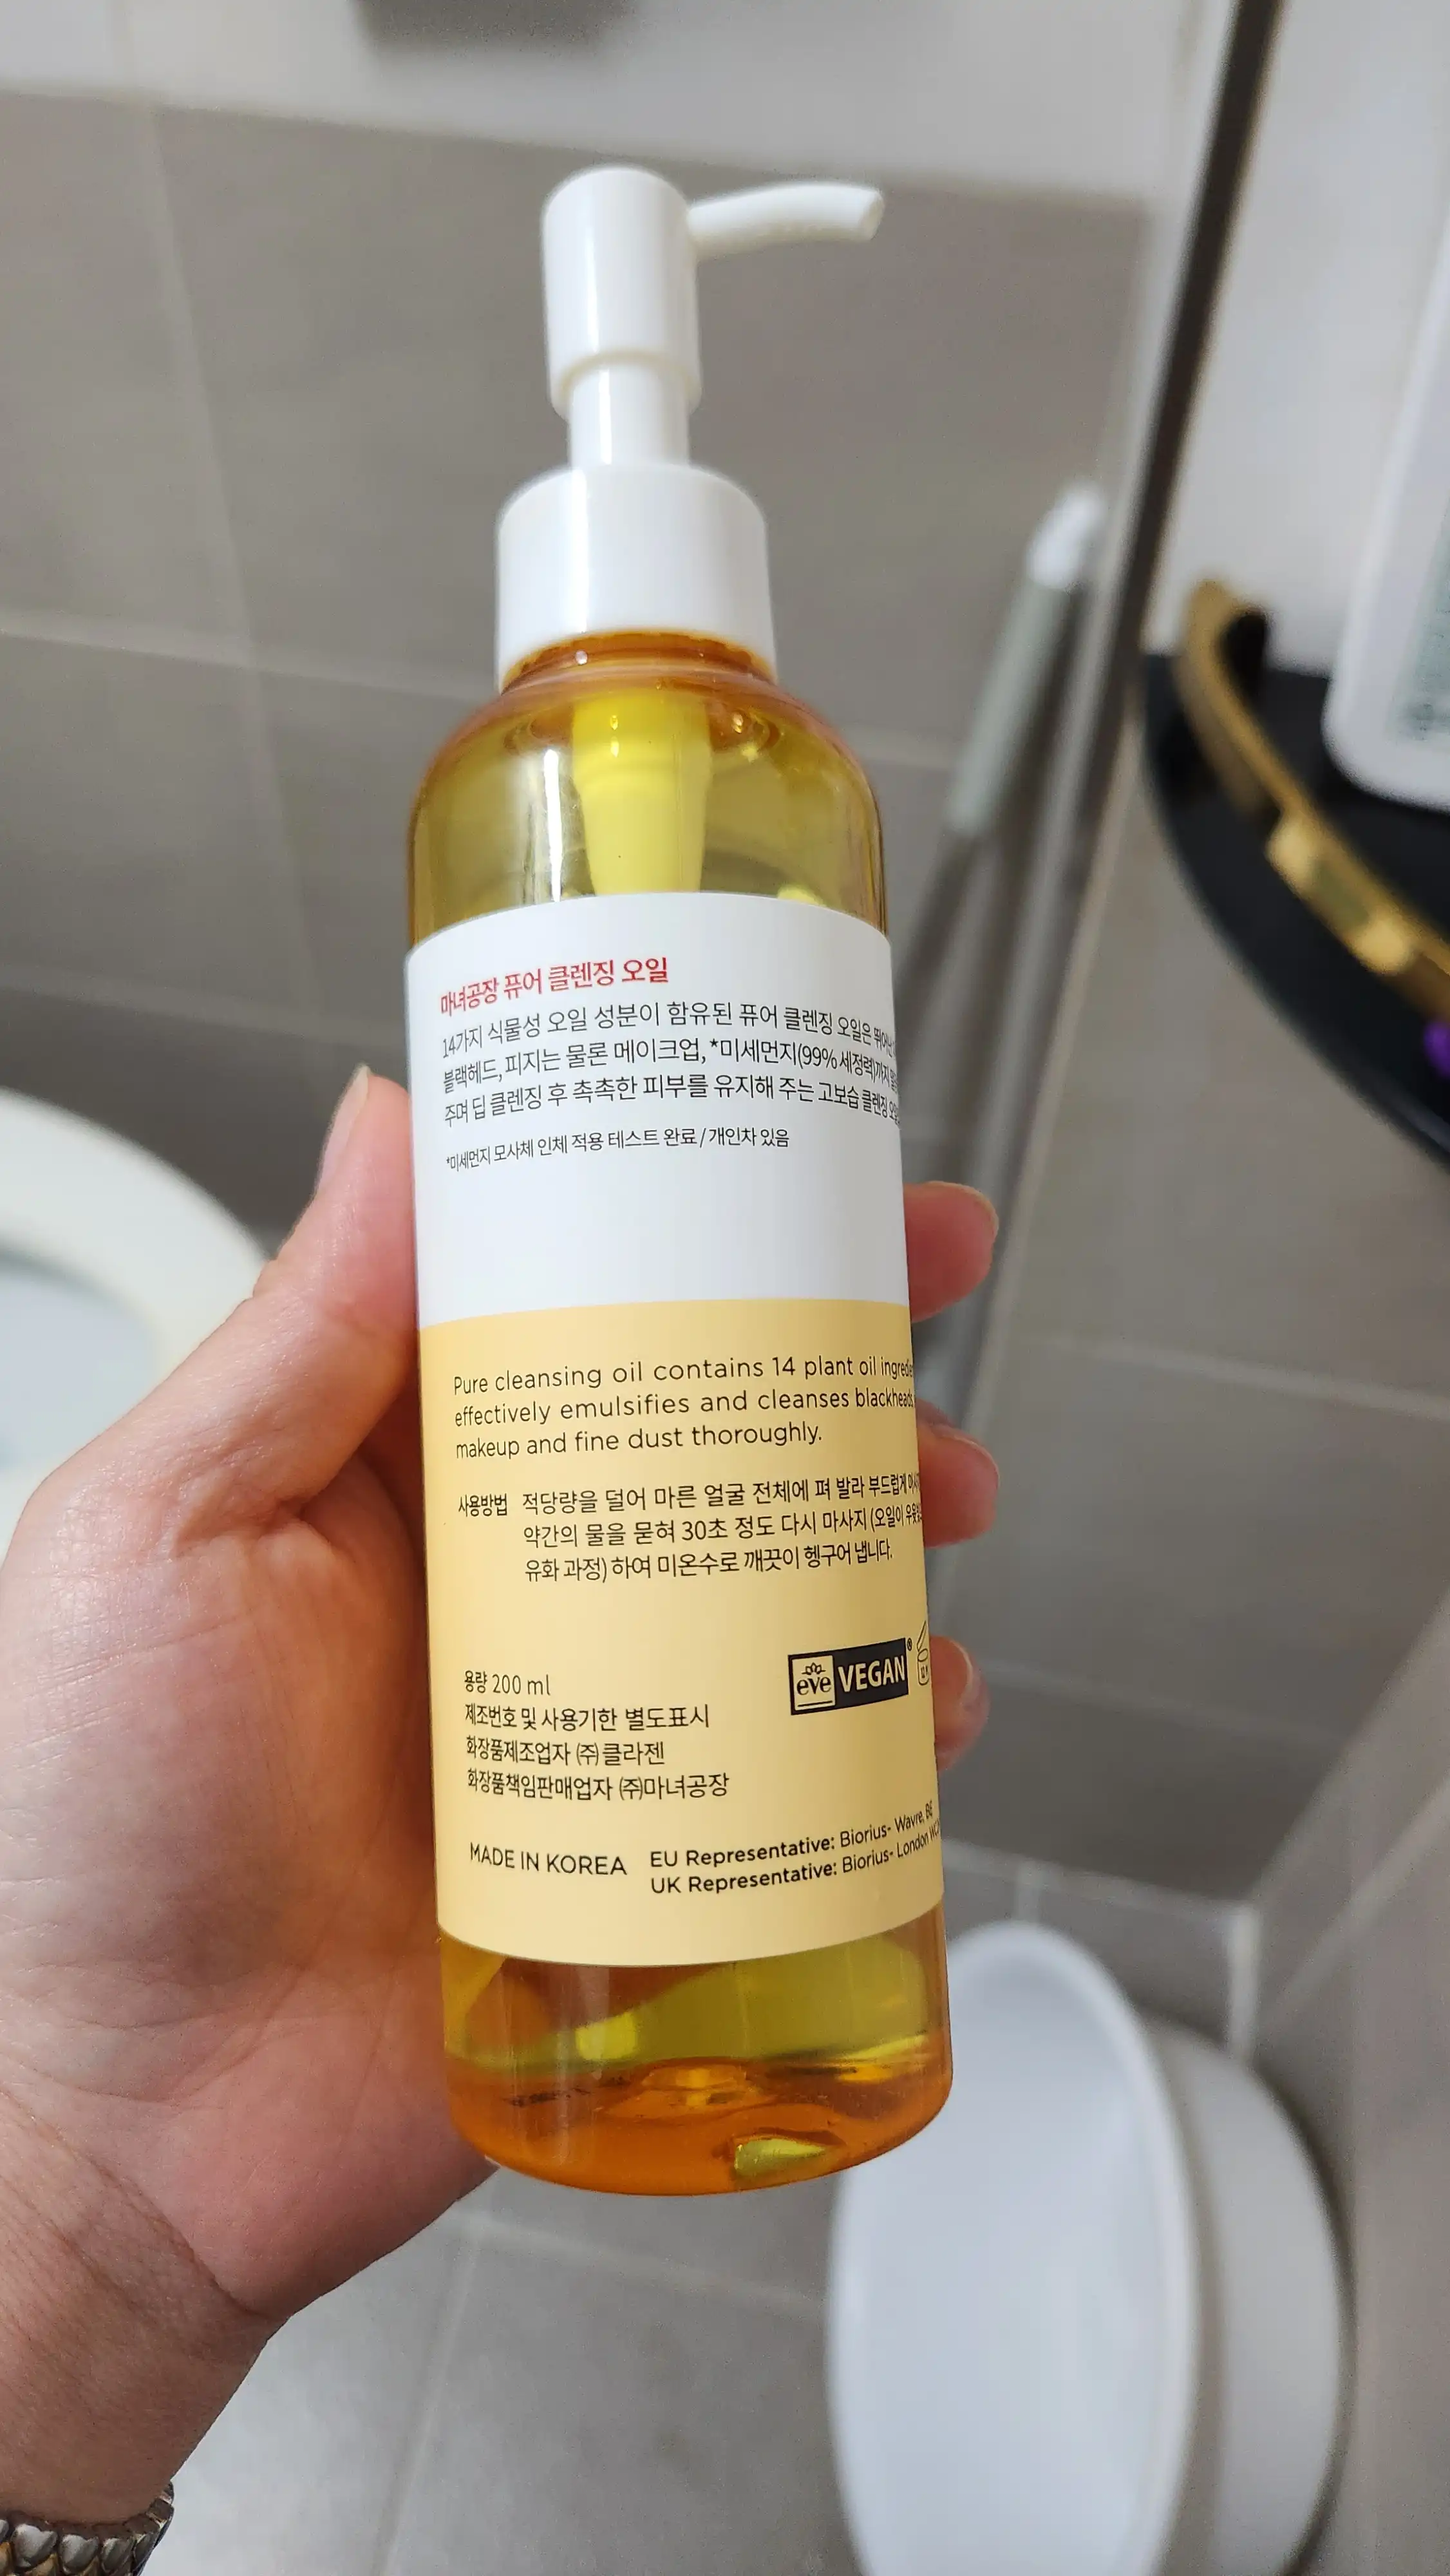 마녀공장 퓨어 클렌징 오일
14가지 식물성 오일 성분이 함유된 퓨어 클렌징 오일은 뛰어난
블랙헤드, 피지는 물론 메이크업, *미세먼지(99% 세정력)까지
주며 딥 클렌징 후 촉촉한 피부를 유지해 주는 고보습 클렌징
*미세먼지 모사체 인체 적용 테스트 완료 / 개인차 있음
Pure cleansing oil contains 14 plant oil
effectively emulsifies and cleanses blackheads,
makeup and fine dust thoroughly.
사용방법 적당량을 덜어 마른 얼굴 전체에 펴 발라 부드럽게
약간의 물을 묻혀 30초 정도 다시 마사지 (오일이
유화 과정) 하여 미온수로 깨끗이 헹구어 냅니다.
eve VEGAN®
용량 200 ml
제조번호 및 사용기한 별도표시
화장품제조업자 ㈜클라젠
화장품책임판매업자 ㈜마녀공장
MADE IN KOREA
EU Representative: Biorius- Wavre, BE
UK Representative: Biorius- London